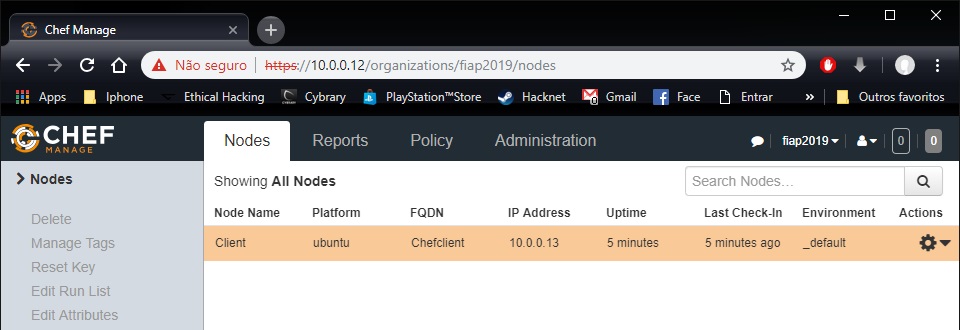 Chef Manage
Não seguro https://10.0.0.12/organizations/fiap2019/nodes
Apps Iphone Ethical Hacking CYBRARY Cybrary PlayStation™Store Hacknet Gmail Face Entrar » Outros favoritos
CHEF MANAGE Nodes Reports Policy Administration fiap2019 0 0
Nodes Showing All Nodes Search Nodes...
Node Name Platform FQDN IP Address Uptime Last Check-In Environment Actions
Delete
Client ubuntu Chefclient 10.0.0.13 5 minutes 5 minutes ago _default
Manage Tags
Reset Key
Edit Run List
Edit Attributes